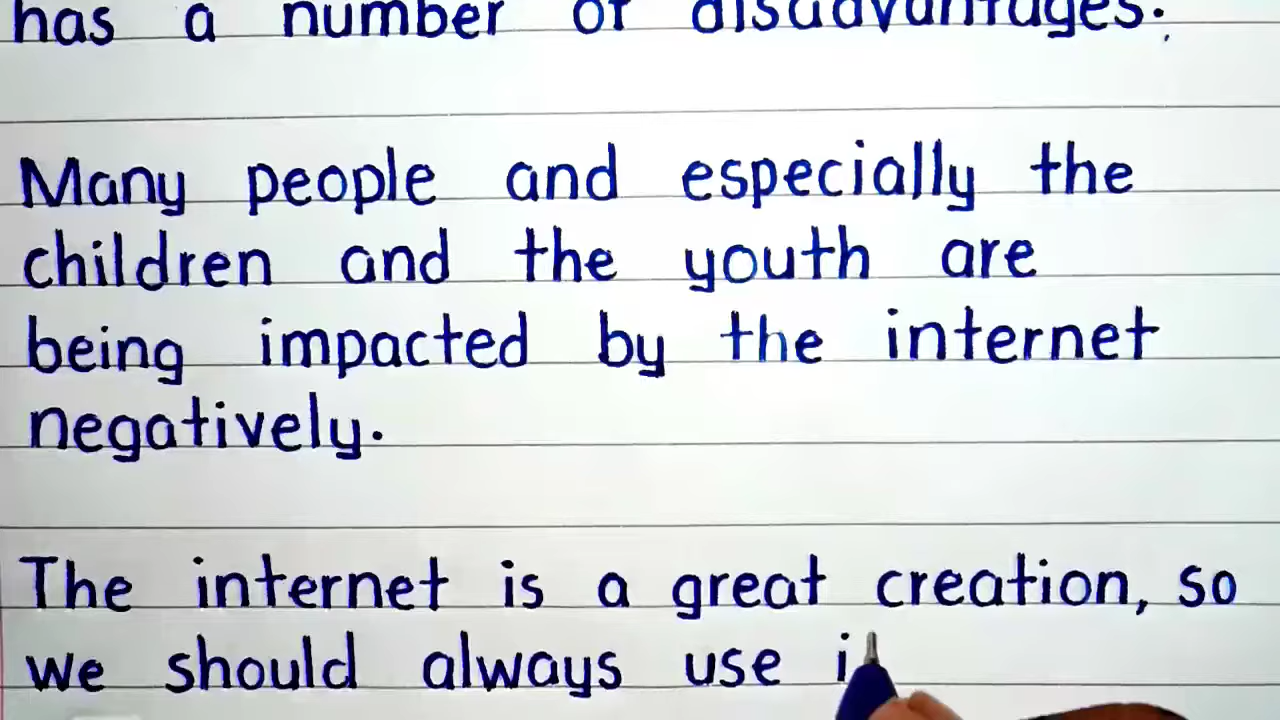 has a number of disadvantages.
Many people and especially the
children and the youth are
being impacted by the internet
negatively.
The internet is a great creation, so
we should always use i